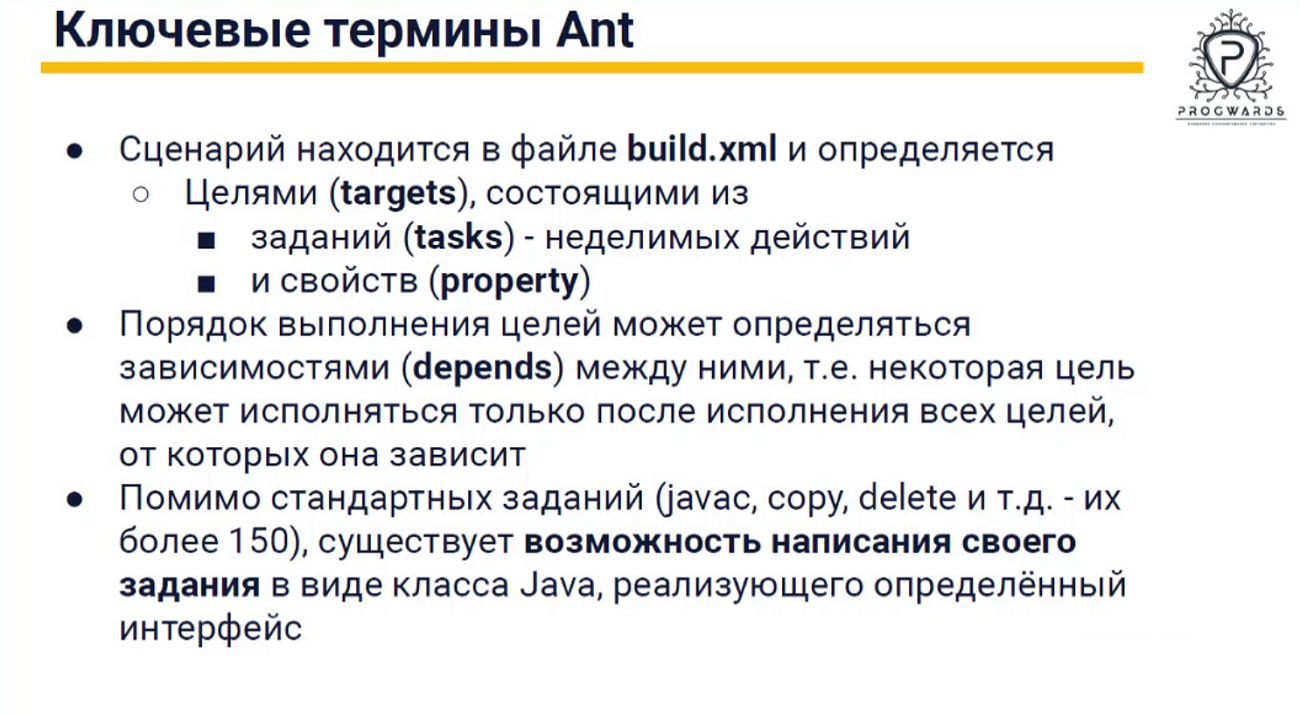 Ключевые термины Ant
PROGWARDS
● Сценарий находится в файле build.xml и определяется
○ Целями (targets), состоящими из
■ заданий (tasks) - неделимых действий
■ и свойств (property)
● Порядок выполнения целей может определяться
зависимостями (depends) между ними, т.е. некоторая цель
может исполняться только после исполнения всех целей,
от которых она зависит
● Помимо стандартных заданий (javac, copy, delete и т.д. - их
более 150), существует возможность написания своего
задания в виде класса Java, реализующего определённый
интерфейс